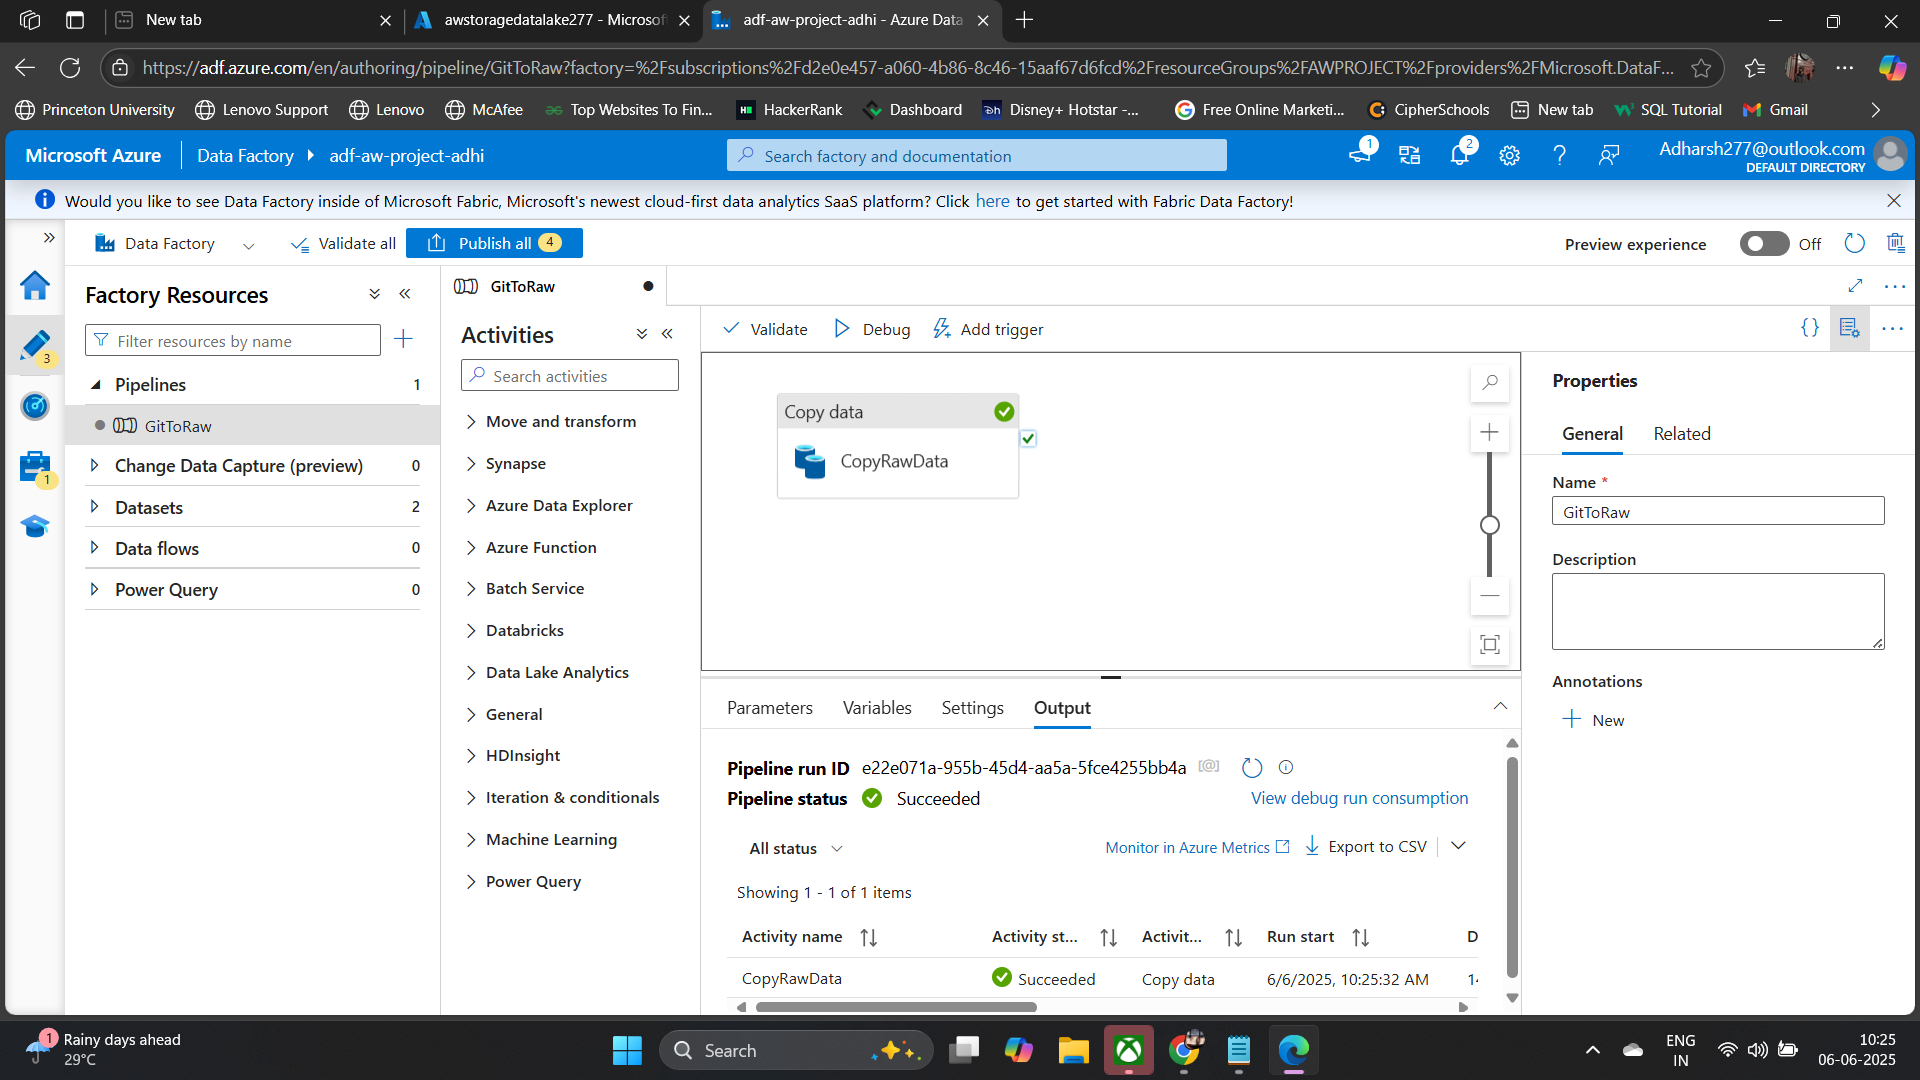 New tab
awstoragedatalake277 - Microsof
adf-aw-project-adhi - Azure Data
https://adf.azure.com/en/authoring/pipeline/GitToRaw?factory=%2Fsubscriptions%2Fd2e0e457-a060-4b86-8c46-15aaf67d6fcd%2FresourceGroups%2FAWPROJECT%2Fproviders%2FMicrosoft.DataF...
Princeton University
Lenovo Support
Lenovo
McAfee
Top Websites To Fin...
HackerRank
Dashboard
Disney+ Hotstar -...
Free Online Marketi...
CipherSchools
New tab
SQL Tutorial
Gmail
Microsoft Azure
Data Factory
adf-aw-project-adhi
Search factory and documentation
1
2
Adharsh277@outlook.com
DEFAULT DIRECTORY
Would you like to see Data Factory inside of Microsoft Fabric, Microsoft's newest cloud-first data analytics SaaS platform? Click here to get started with Fabric Data Factory!
Data Factory
Validate all
Publish all 4
Preview experience
Off
3
1
Factory Resources
Filter resources by name
Pipelines 1
GitToRaw
Change Data Capture (preview) 0
Datasets 2
Data flows 0
Power Query 0
GitToRaw
Activities
Search activities
Move and transform
Synapse
Azure Data Explorer
Azure Function
Batch Service
Databricks
Data Lake Analytics
General
HDInsight
Iteration & conditionals
Machine Learning
Power Query
Validate
Debug
Add trigger
{}
Copy data
CopyRawData
Parameters
Variables
Settings
Output
Pipeline run ID e22e071a-955b-45d4-aa5a-5fce4255bb4a [@]
Pipeline status Succeeded
View debug run consumption
All status
Monitor in Azure Metrics
Export to CSV
Showing 1 - 1 of 1 items
Activity name
Activity st...
Activit...
Run start
D
CopyRawData
Succeeded
Copy data
6/6/2025, 10:25:32 AM
14
Properties
General
Related
Name *
GitToRaw
Description
Annotations
New
1
Rainy days ahead
29°C
Search
ENG
IN
10:25
06-06-2025